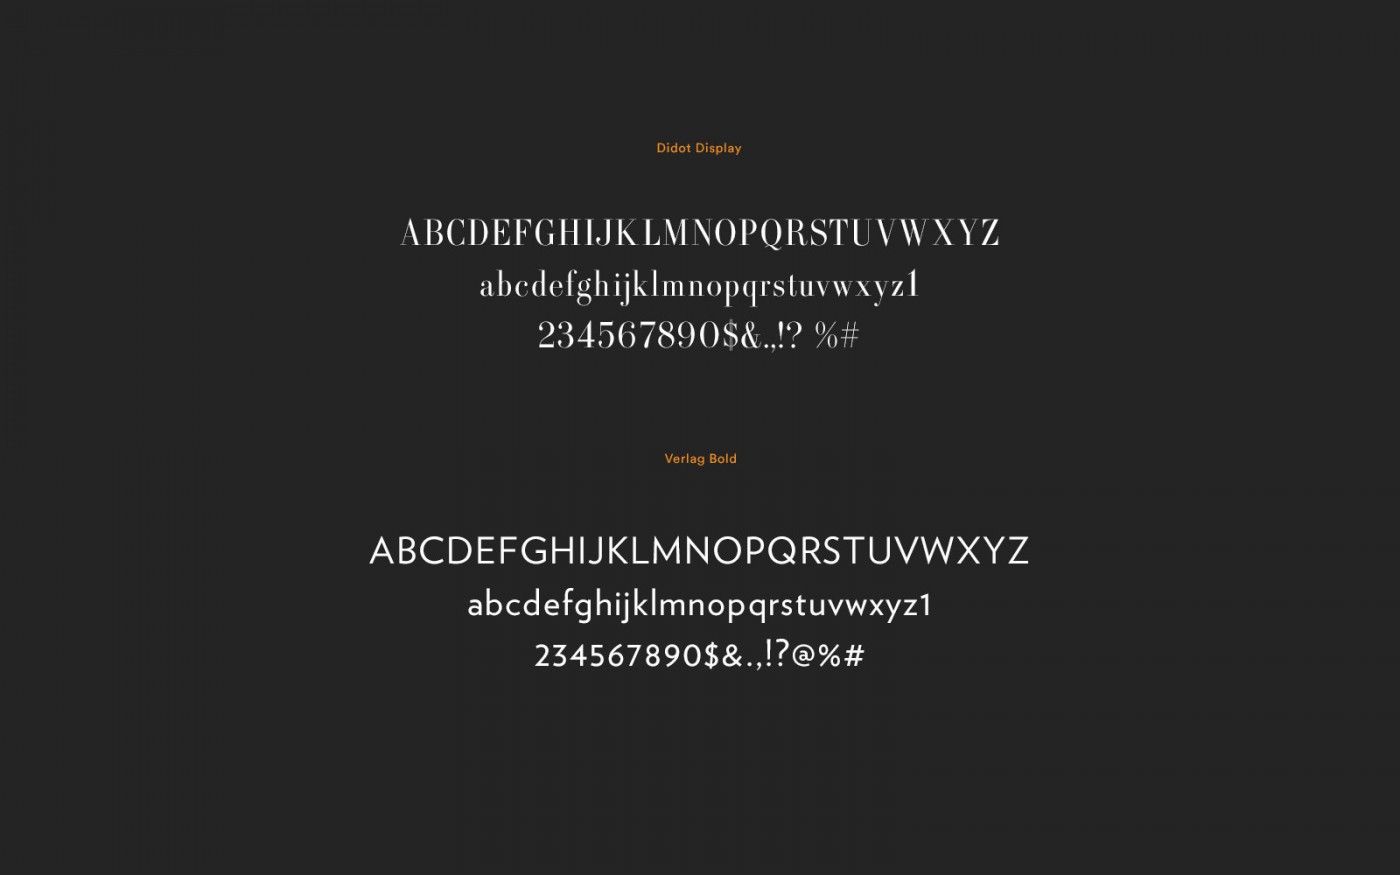 Didot Display
ABCDEFGHIJKLMNOPQRSTUVWXYZ
abcdefghijklmnopqrstuvwxyz1
234567890$&.,!? %#
Verlag Bold
ABCDEFGHIJKLMNOPQRSTUVWXYZ
abcdefghijklmnopqrstuvwxyz1
234567890$&.,!?@%#